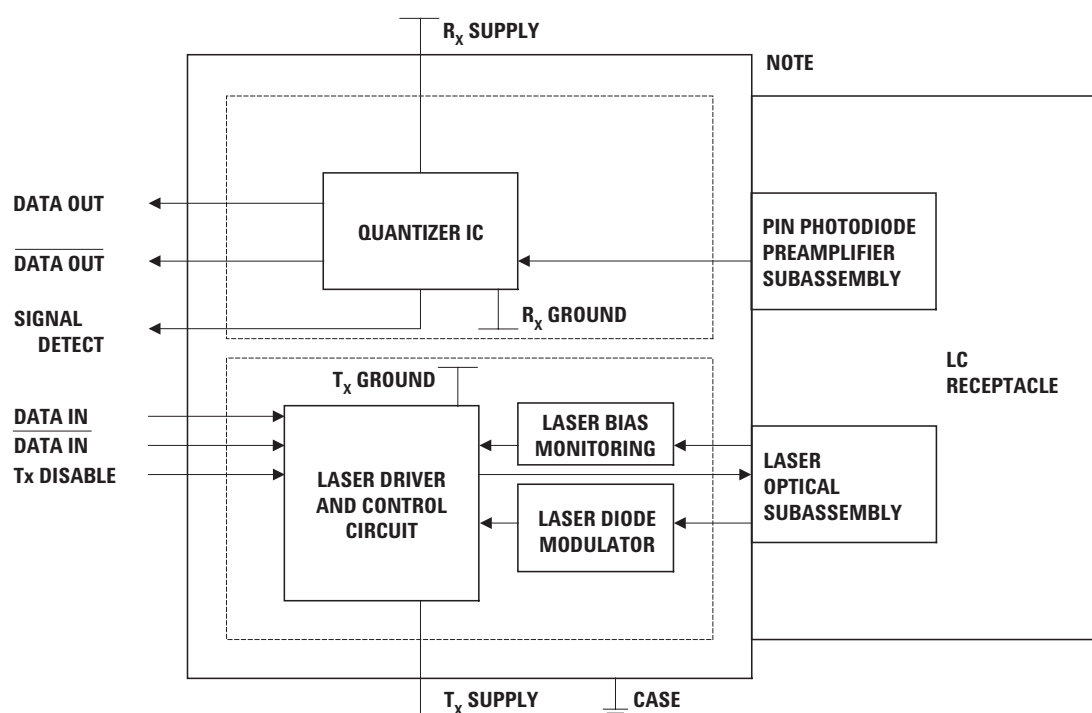 RX SUPPLY
NOTE
DATA OUT
QUANTIZER IC
PIN PHOTODIODE
PREAMPLIFIER
SUBASSEMBLY
DATA OUT
SIGNAL
DETECT
RX GROUND
TX GROUND
LC
RECEPTACLE
DATA IN
DATA IN
Tx DISABLE
LASER BIAS
MONITORING
LASER DRIVER
AND CONTROL
CIRCUIT
LASER DIODE
MODULATOR
LASER
OPTICAL
SUBASSEMBLY
TX SUPPLY
CASE